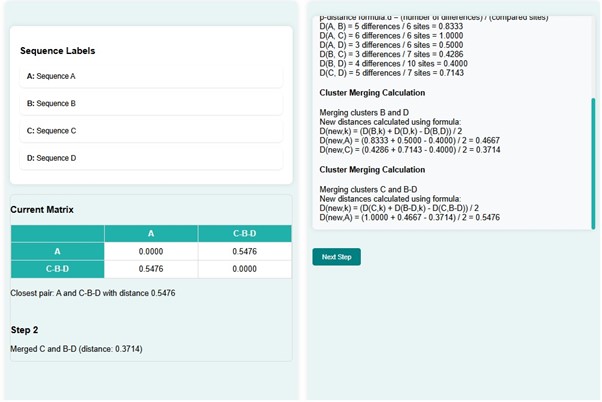 Sequence Labels
A: Sequence A
B: Sequence B
C: Sequence C
D: Sequence D
Current Matrix
A C-B-D
A 0.0000 0.5476
C-B-D 0.5476 0.0000
Closest pair: A and C-B-D with distance 0.5476
Step 2
Merged C and B-D (distance: 0.3714)
p-distance formula:d = (number of differences) / (compared sites)
D(A, B) = 5 differences / 6 sites = 0.8333
D(A, C) = 6 differences / 6 sites = 1.0000
D(A, D) = 3 differences / 6 sites = 0.5000
D(B, C) = 3 differences / 7 sites = 0.4286
D(B, D) = 4 differences / 10 sites = 0.4000
D(C, D) = 5 differences / 7 sites = 0.7143
Cluster Merging Calculation
Merging clusters B and D
New distances calculated using formula:
D(new,k) = (D(B,k) + D(D,k) - D(B,D)) / 2
D(new,A) = (0.8333 + 0.5000 - 0.4000) / 2 = 0.4667
D(new,C) = (0.4286 + 0.7143 - 0.4000) / 2 = 0.3714
Cluster Merging Calculation
Merging clusters C and B-D
New distances calculated using formula:
D(new,k) = (D(C,k) + D(B-D,k) - D(C,B-D)) / 2
D(new,A) = (1.0000 + 0.4667 - 0.3714) / 2 = 0.5476
Next Step